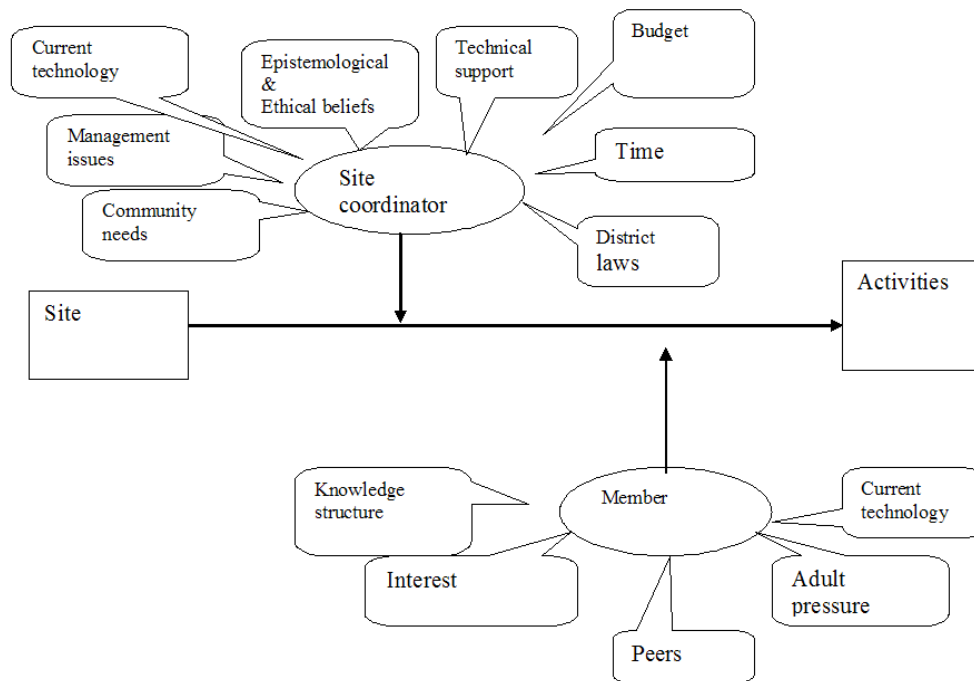 Current
technology
Epistemological
&
Ethical beliefs
Technical
support
Budget
Management
issues
Time
Community
needs
Site
coordinator
District
laws
Site
Activities
Knowledge
structure
Member
Current
technology
Interest
Adult
pressure
Peers